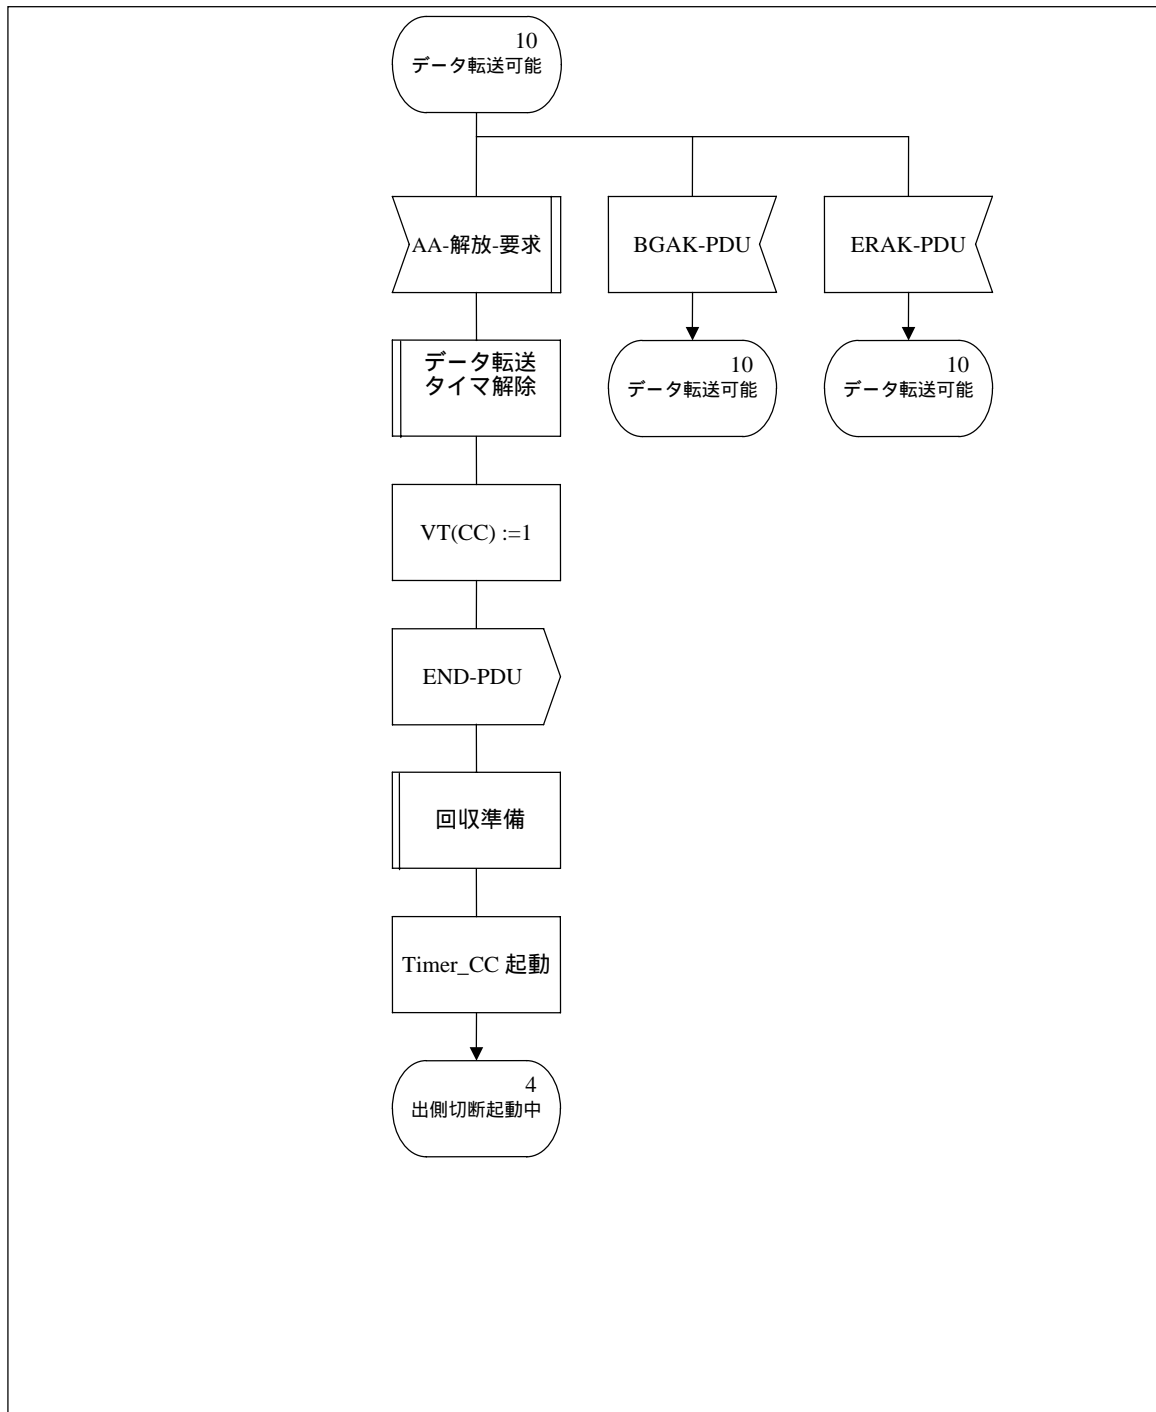 10
データ転送可能
AA-解放-要求
BGAK-PDU
ERAK-PDU
データ転送
タイマ解除
10
データ転送可能
10
データ転送可能
VT(CC) :=1
END-PDU
回収準備
Timer_CC 起動
4
出側切断起動中